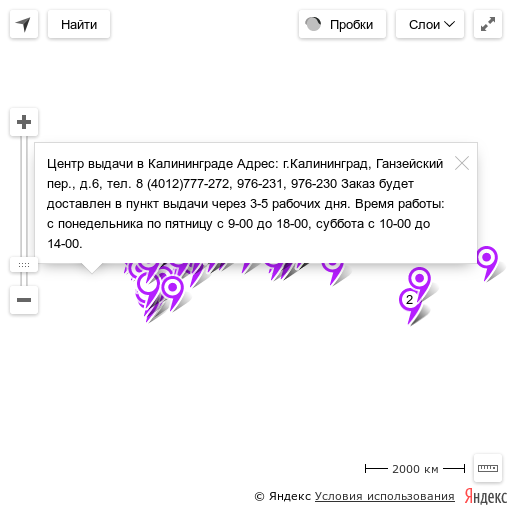 Найти
Пробки
Слои
Центр выдачи в Калининграде Адрес: г.Калининград, Ганзейский
пер., д.6, тел. 8 (4012)777-272, 976-231, 976-230 Заказ будет
доставлен в пункт выдачи через 3-5 рабочих дня. Время работы:
с понедельника по пятницу с 9-00 до 18-00, суббота с 10-00 до
14-00.
2
2000 км
© Яндекс Условия использования Яндекс